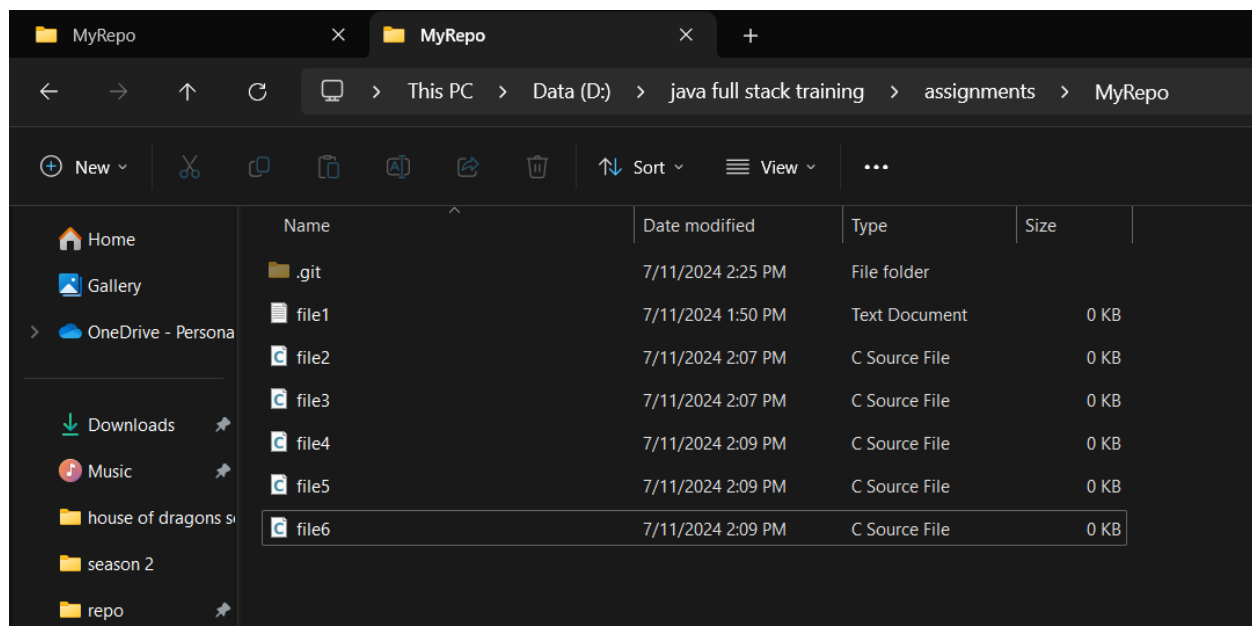 MyRepo
MyRepo
This PC > Data (D:) > java full stack training > assignments > MyRepo
New Sort View
Name Date modified Type Size
Home
Gallery
OneDrive - Persona
Downloads
Music
house of dragons s
season 2
repo
.git 7/11/2024 2:25 PM File folder
file1 7/11/2024 1:50 PM Text Document 0 KB
file2 7/11/2024 2:07 PM C Source File 0 KB
file3 7/11/2024 2:07 PM C Source File 0 KB
file4 7/11/2024 2:09 PM C Source File 0 KB
file5 7/11/2024 2:09 PM C Source File 0 KB
file6 7/11/2024 2:09 PM C Source File 0 KB